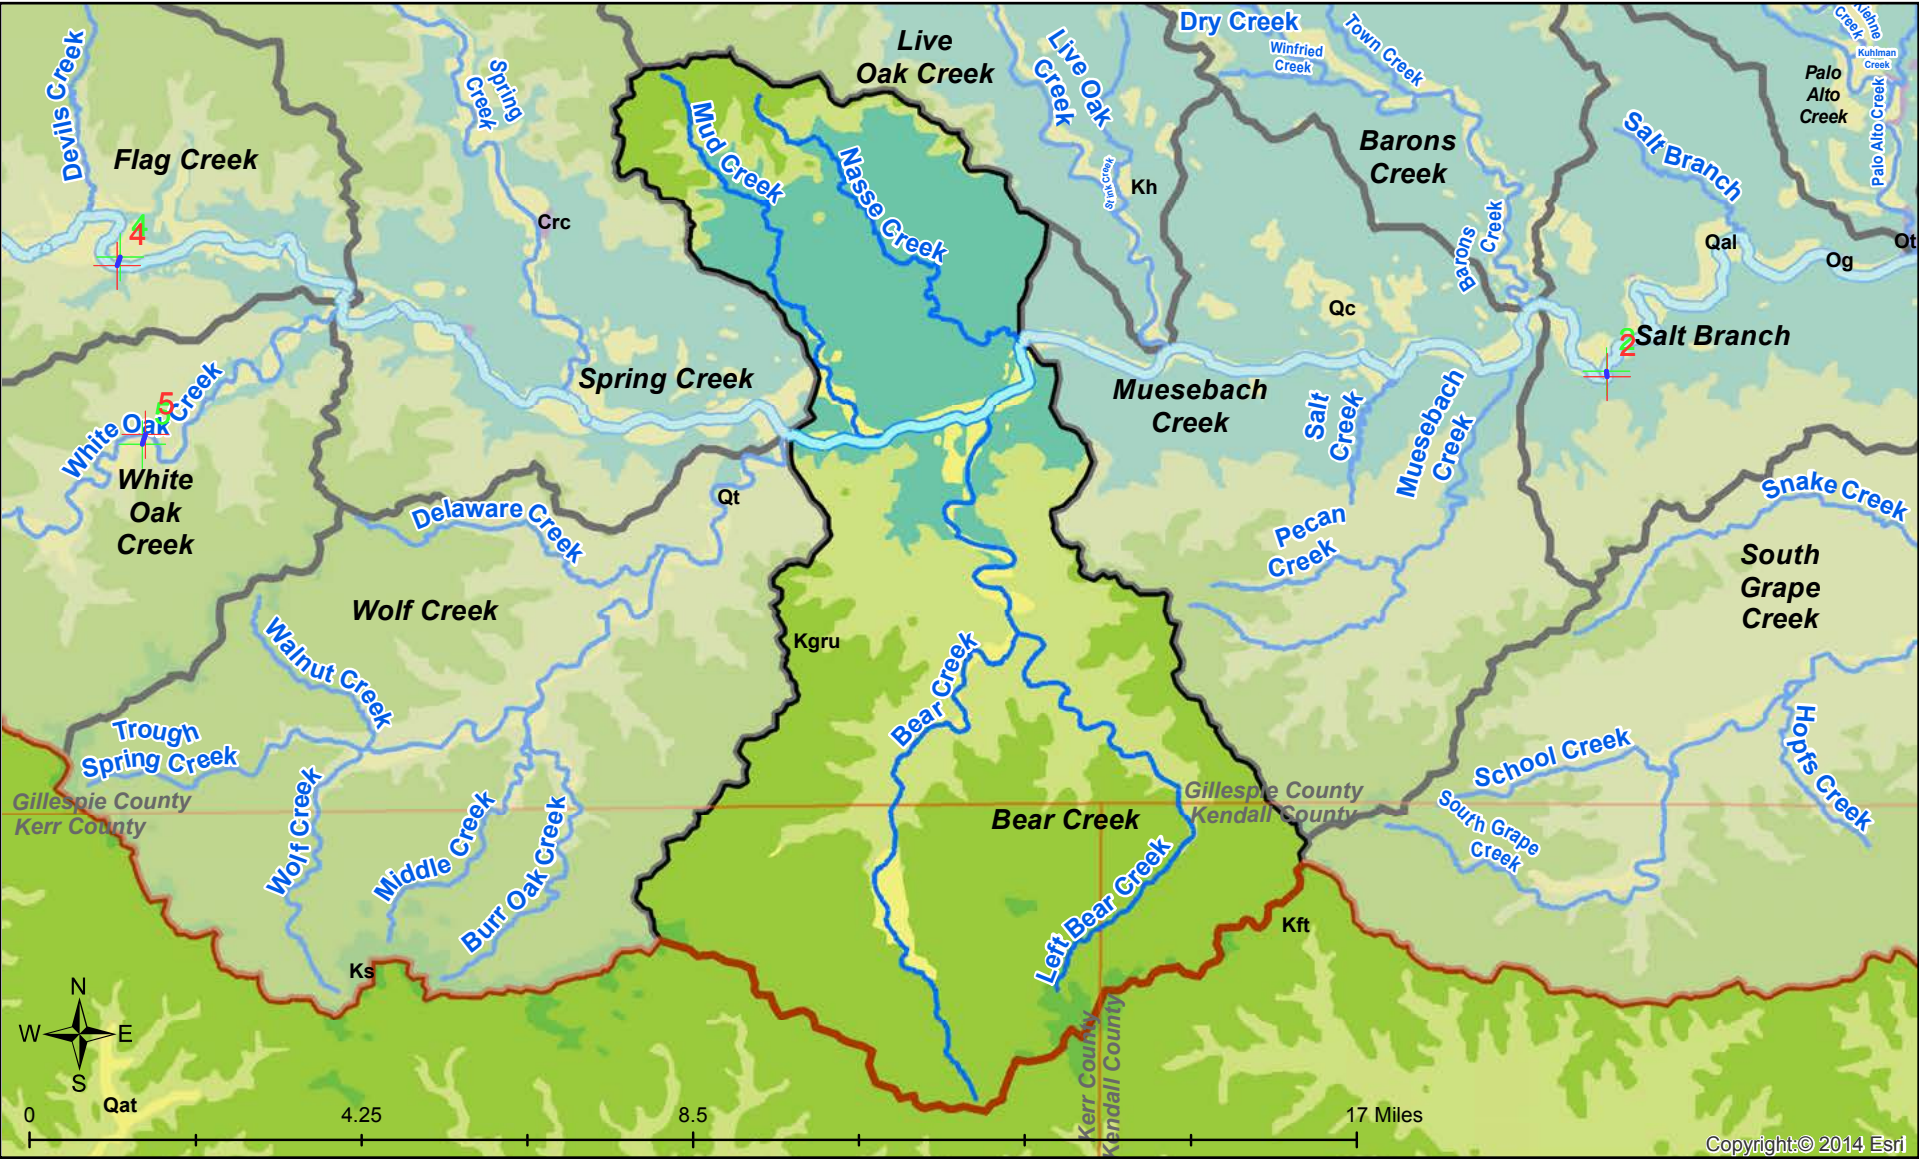 Live
Oak Creek
Dry Creek
Winfried
Creek
Town Creek
Kiehne
Creek
Kuhlman
Creek
Palo
Alto
Creek
Palo Alto Creek
Devils Creek
Flag Creek
Spring
Creek
Mud Creek
Nasse Creek
Live Oak
Creek
Kh
Barons
Creek
Salt Branch
Crc
Barons
Creek
Qal
Og
Ot
4
4
Qc
2
2
Salt Branch
Spring Creek
Muesebach
Creek
Salt
Creek
Muesebach
Creek
5
5
White Oak Creek
White
Oak
Creek
Qt
Delaware Creek
Pecan
Creek
Snake Creek
South
Grape
Creek
Wolf Creek
Walnut Creek
Kgru
Bear Creek
Trough
Spring Creek
School Creek
Hopfs Creek
Gillespie County
Kerr County
Gillespie County
Kendall County
South Grape
Creek
Wolf Creek
Middle Creek
Burr Oak Creek
Bear Creek
Left Bear Creek
Kft
Ks
N
W
E
S
Qat
Kerr County
Kendall County
0
4.25
8.5
17 Miles
Copyright:© 2014 Esri